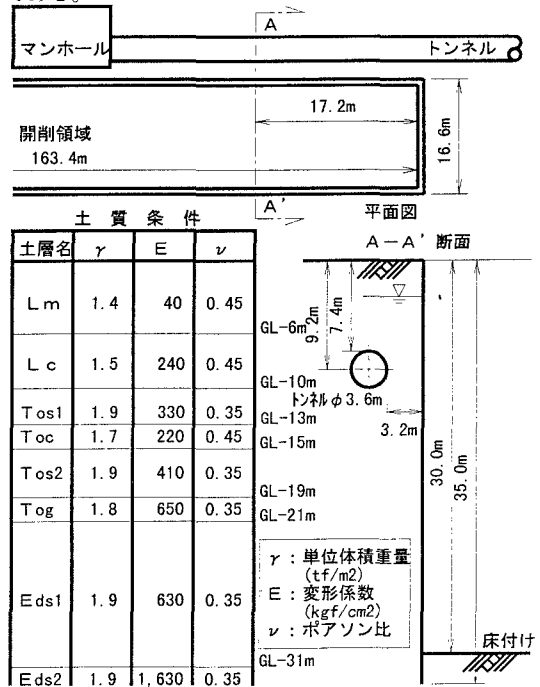 A
マンホール
トンネル
17.2m
開削領域
163.4m
16.6m
A'
平面図
土質条件
A－A' 断面
土層名 γ E ν
Lm 1.4 40 0.45
GL-6m
Lc 1.5 240 0.45
GL-10m
Tos1 1.9 330 0.35
GL-13m
Toc 1.7 220 0.45
GL-15m
Tos2 1.9 410 0.35
GL-19m
Tog 1.8 650 0.35
GL-21m
Eds1 1.9 630 0.35
GL-31m
Eds2 1.9 1,630 0.35
9.2m
7.4m
トンネルφ3.6m
3.2m
30.0m
35.0m
γ：単位体積重量
(tf/m2)
E：変形係数
(kgf/cm2)
ν：ポアソン比
床付け